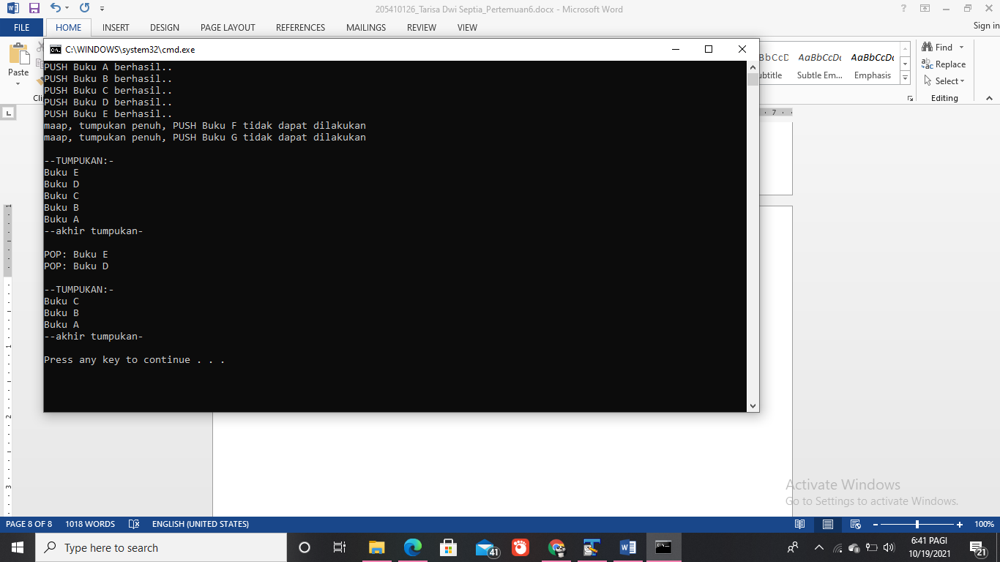 205410126_Tarisa Dwi Septia_Pertemuan6.docx - Microsoft Word
FILE HOME INSERT DESIGN PAGE LAYOUT REFERENCES MAILINGS REVIEW VIEW Sign in
C:\WINDOWS\system32\cmd.exe
Paste
Subtle Em... Emphasis
AaBbCcDc AaBbCcDc
Find
Replace
Select
Editing
7
PUSH Buku A berhasil..
PUSH Buku B berhasil..
PUSH Buku C berhasil..
PUSH Buku D berhasil..
PUSH Buku E berhasil..
maap, tumpukan penuh, PUSH Buku F tidak dapat dilakukan
maap, tumpukan penuh, PUSH Buku G tidak dapat dilakukan
--TUMPUKAN:-
Buku E
Buku D
Buku C
Buku B
Buku A
--akhir tumpukan-
POP: Buku E
POP: Buku D
--TUMPUKAN:-
Buku C
Buku B
Buku A
--akhir tumpukan-
Press any key to continue . . .
1
1
2
3
Activate Windows
Go to Settings to activate Windows.
PAGE 8 OF 8 1018 WORDS ENGLISH (UNITED STATES) 100%
Type here to search
41
6:41 PAGI
10/19/2021
21